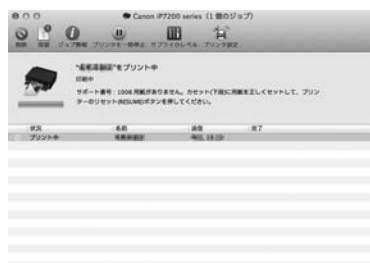 Canon iP7200 series (1 個のジョブ)
削除 保留 ジョブ情報 プリンタを一時停止 サプライのレベル プリンタ設定
をプリント中
印刷中
サポート番号 : 1008 用紙がありません。カセット(下段)に用紙を正しくセットして、プリン
ターのリセット(RESUME)ボタンを押してください。
状況 名前 送信 完了
プリント中